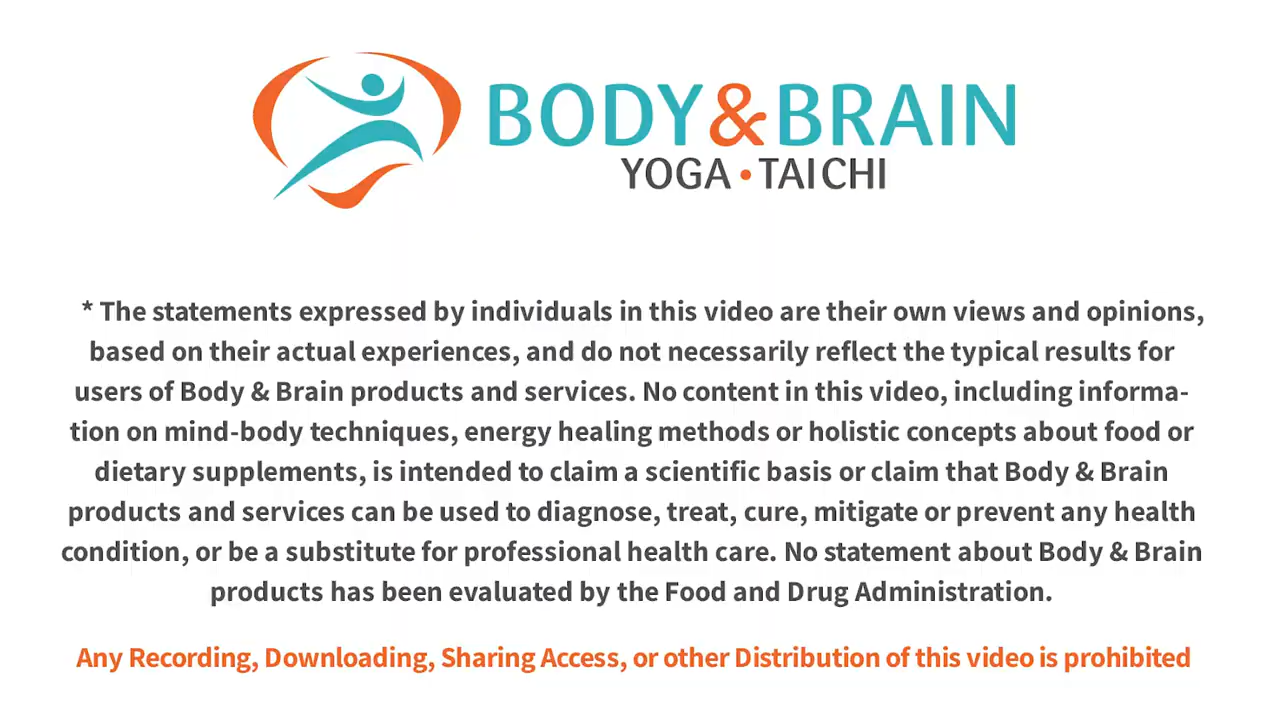 BODY&BRAIN
YOGA • TAI CHI
* The statements expressed by individuals in this video are their own views and opinions,
based on their actual experiences, and do not necessarily reflect the typical results for
users of Body & Brain products and services. No content in this video, including informa-
tion on mind-body techniques, energy healing methods or holistic concepts about food or
dietary supplements, is intended to claim a scientific basis or claim that Body & Brain
products and services can be used to diagnose, treat, cure, mitigate or prevent any health
condition, or be a substitute for professional health care. No statement about Body & Brain
products has been evaluated by the Food and Drug Administration.
Any Recording, Downloading, Sharing Access, or other Distribution of this video is prohibited